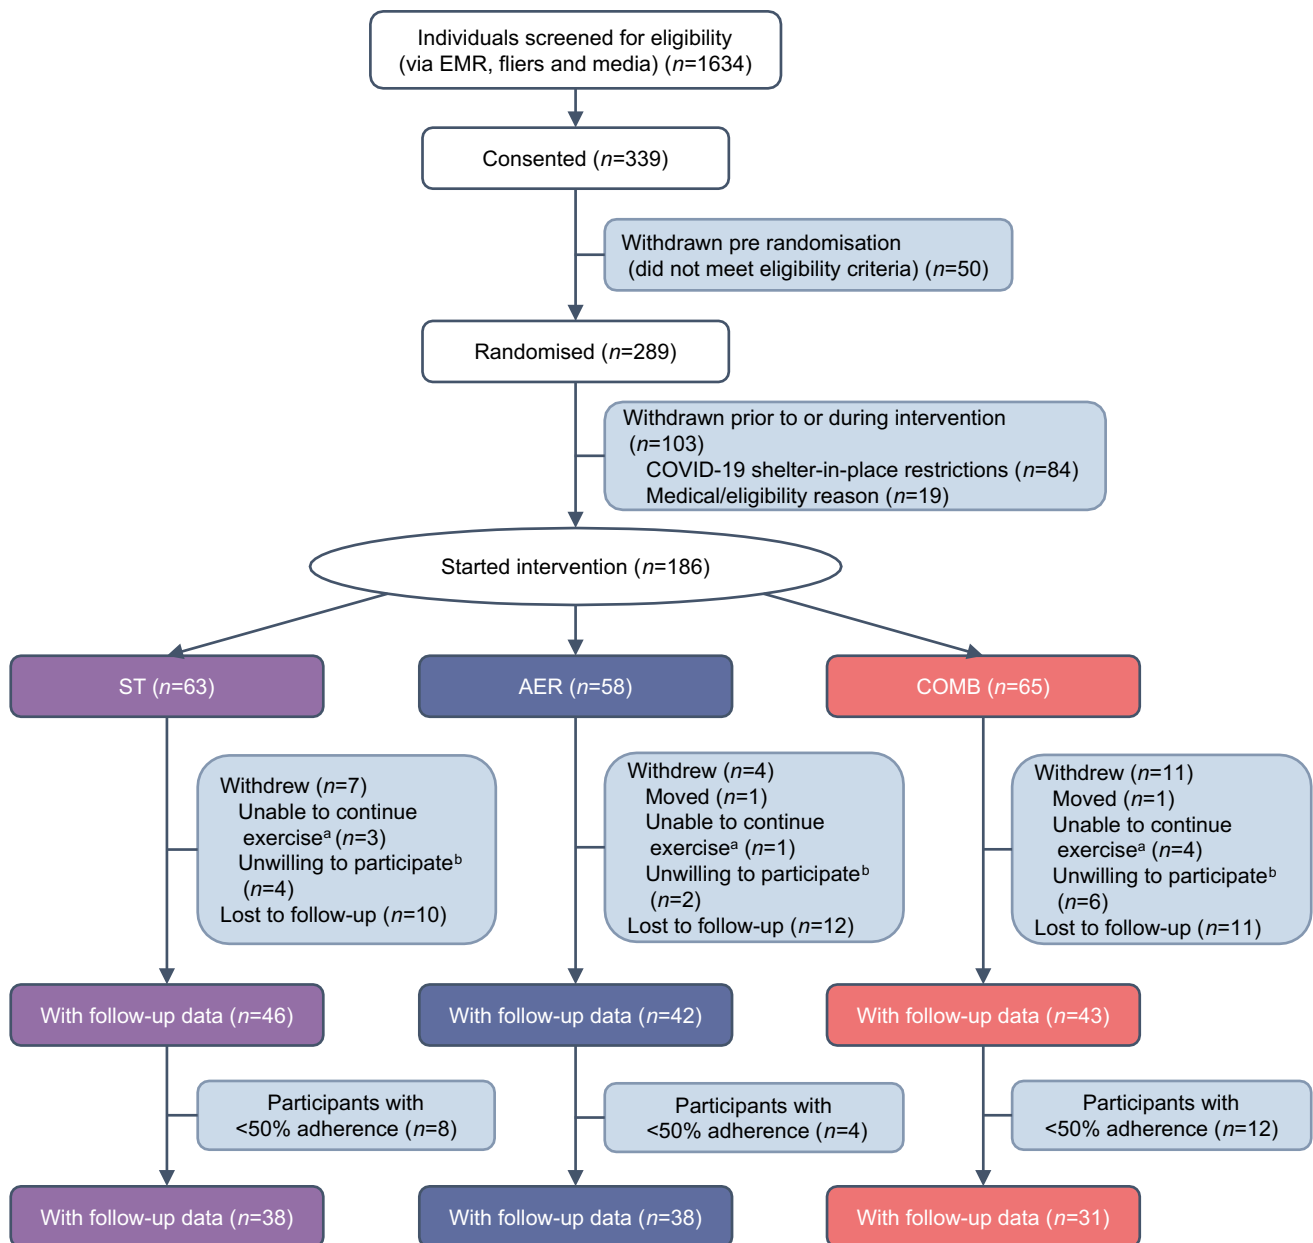 Individuals screened for eligibility
(via EMR, fliers and media) (n=1634)
Consented (n=339)
Withdrawn pre randomisation
(did not meet eligibility criteria) (n=50)
Randomised (n=289)
Withdrawn prior to or during intervention
(n=103)
COVID-19 shelter-in-place restrictions (n=84)
Medical/eligibility reason (n=19)
Started intervention (n=186)
ST (n=63)
AER (n=58)
COMB (n=65)
Withdrew (n=7)
Unable to continue
exerciseᵃ (n=3)
Unwilling to participateᵇ
(n=4)
Lost to follow-up (n=10)
Withdrew (n=4)
Moved (n=1)
Unable to continue
exerciseᵃ (n=1)
Unwilling to participateᵇ
(n=2)
Lost to follow-up (n=12)
Withdrew (n=11)
Moved (n=1)
Unable to continue
exerciseᵃ (n=4)
Unwilling to participateᵇ
(n=6)
Lost to follow-up (n=11)
With follow-up data (n=46)
With follow-up data (n=42)
With follow-up data (n=43)
Participants with
<50% adherence (n=8)
Participants with
<50% adherence (n=4)
Participants with
<50% adherence (n=12)
With follow-up data (n=38)
With follow-up data (n=38)
With follow-up data (n=31)